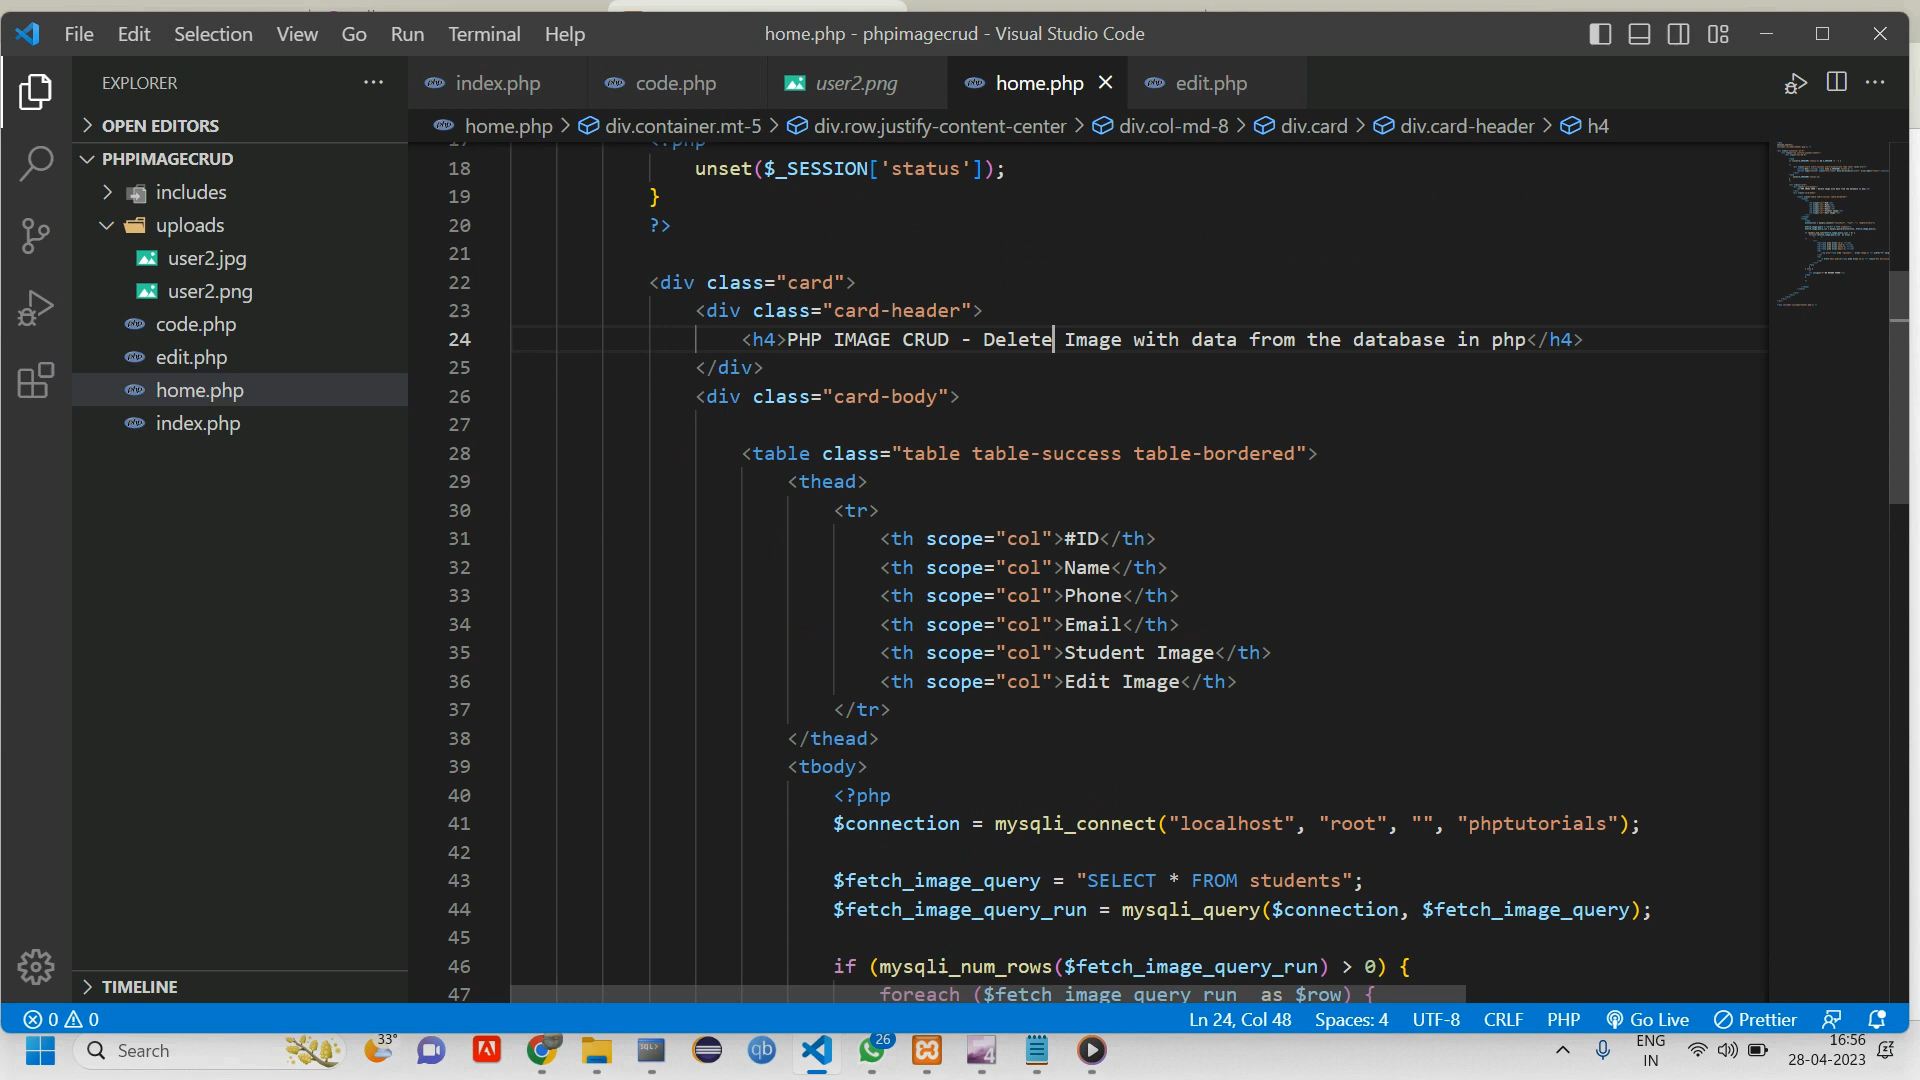 File Edit Selection View Go Run Terminal Help
home.php - phpimagecrud - Visual Studio Code
EXPLORER
index.php code.php user2.png home.php edit.php
OPEN EDITORS
home.php > div.container.mt-5 > div.row.justify-content-center > div.col-md-8 > div.card > div.card-header > h4
PHPIMAGECRUD
includes
uploads
user2.jpg
user2.png
code.php
edit.php
home.php
index.php
TIMELINE
17 <?php
18 unset($_SESSION['status']);
19 }
20 ?>
21
22 <div class="card">
23 <div class="card-header">
24 <h4>PHP IMAGE CRUD - Delete Image with data from the database in php</h4>
25 </div>
26 <div class="card-body">
27
28 <table class="table table-success table-bordered">
29 <thead>
30 <tr>
31 <th scope="col">#ID</th>
32 <th scope="col">Name</th>
33 <th scope="col">Phone</th>
34 <th scope="col">Email</th>
35 <th scope="col">Student Image</th>
36 <th scope="col">Edit Image</th>
37 </tr>
38 </thead>
39 <tbody>
40 <?php
41 $connection = mysqli_connect("localhost", "root", "", "phptutorials");
42
43 $fetch_image_query = "SELECT * FROM students";
44 $fetch_image_query_run = mysqli_query($connection, $fetch_image_query);
45
46 if (mysqli_num_rows($fetch_image_query_run) > 0) {
47 foreach ($fetch_image_query_run as $row) {
0 0
Ln 24, Col 48 Spaces: 4 UTF-8 CRLF PHP Go Live Prettier
Search
33°
qb
26
4
ENG
IN
16:56
28-04-2023